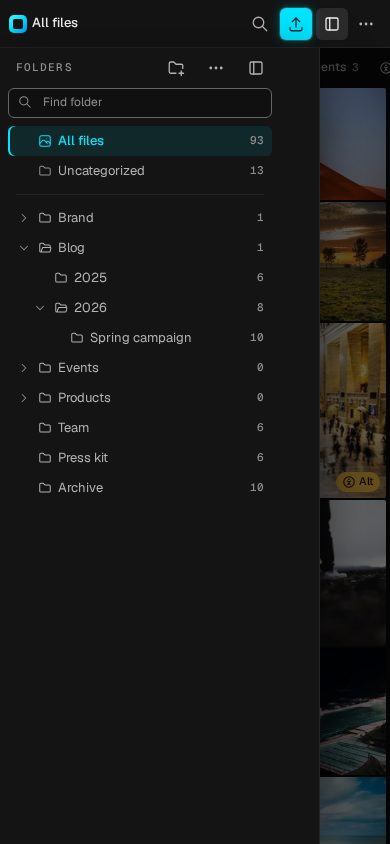 All files
FOLDERS
ents 3
Find folder
All files 93
Uncategorized 13
Brand 1
Blog 1
2025 6
2026 8
Spring campaign 10
Events 0
Products 0
Team 6
Press kit 6
Alt
Archive 10